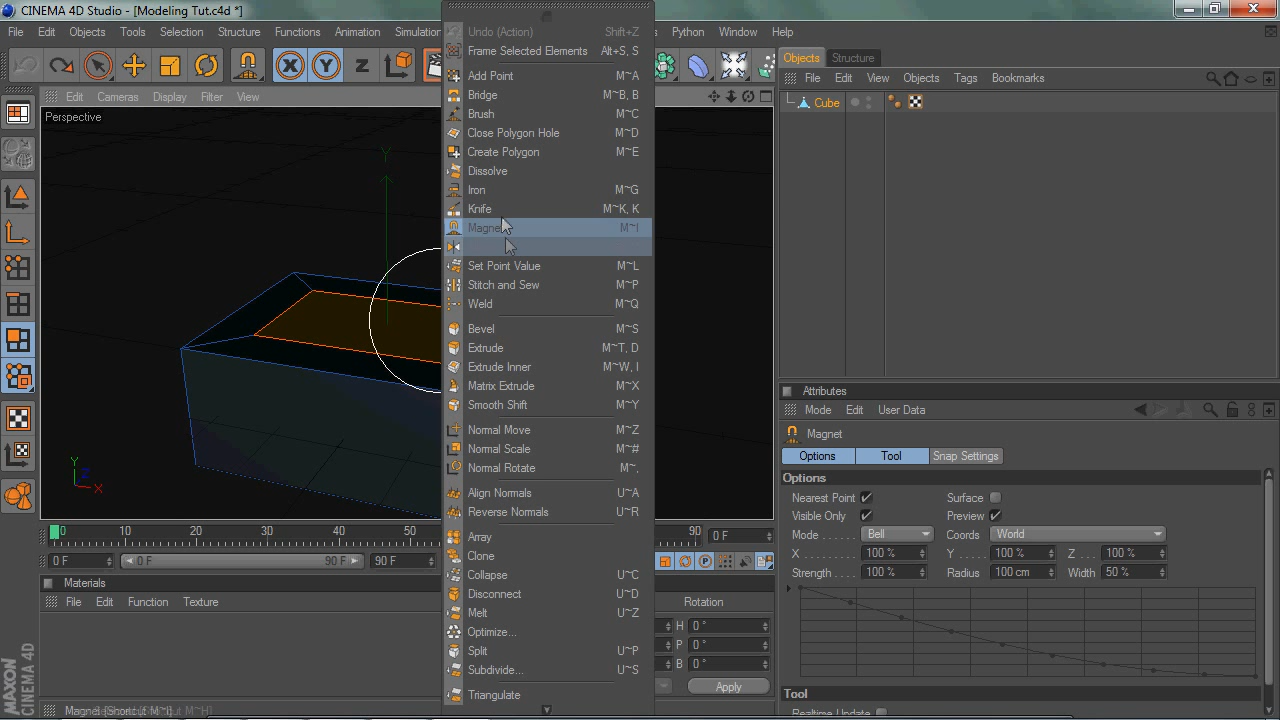 CINEMA 4D Studio - [Modeling Tut.c4d *]
File Edit Objects Tools Selection Structure Functions Animation Simulation Python Window Help
Edit Cameras Display Filter View
Perspective
Y
Y
Z
X
Undo (Action) Shift+Z
Frame Selected Elements Alt+S, S
Add Point M~A
Bridge M~B, B
Brush M~C
Close Polygon Hole M~D
Create Polygon M~E
Dissolve
Iron M~G
Knife M~K, K
Magnet M~I
Set Point Value M~L
Stitch and Sew M~P
Weld M~Q
Bevel M~S
Extrude M~T, D
Extrude Inner M~W, I
Matrix Extrude M~X
Smooth Shift M~Y
Normal Move M~Z
Normal Scale M~#
Normal Rotate M~,
Align Normals U~A
Reverse Normals U~R
Array
Clone
Collapse U~C
Disconnect U~D
Melt U~Z
Optimize...
Split U~P
Subdivide... U~S
Triangulate
Objects Structure
File Edit View Objects Tags Bookmarks
Cube
Attributes
Mode Edit User Data
Magnet
Options Tool Snap Settings
Options
Nearest Point Surface
Visible Only Preview
Mode Bell Coords World
X 100 % Y 100 % Z 100 %
Strength 100 % Radius 100 cm Width 50 %
Tool
Realtime Update
0 10 20 30 40 50 90 0 F
0 F 0 F 90 F 90 F
Materials
File Edit Function Texture
Rotation
H 0 °
P 0 °
B 0 °
Apply
MAXON
CINEMA 4D